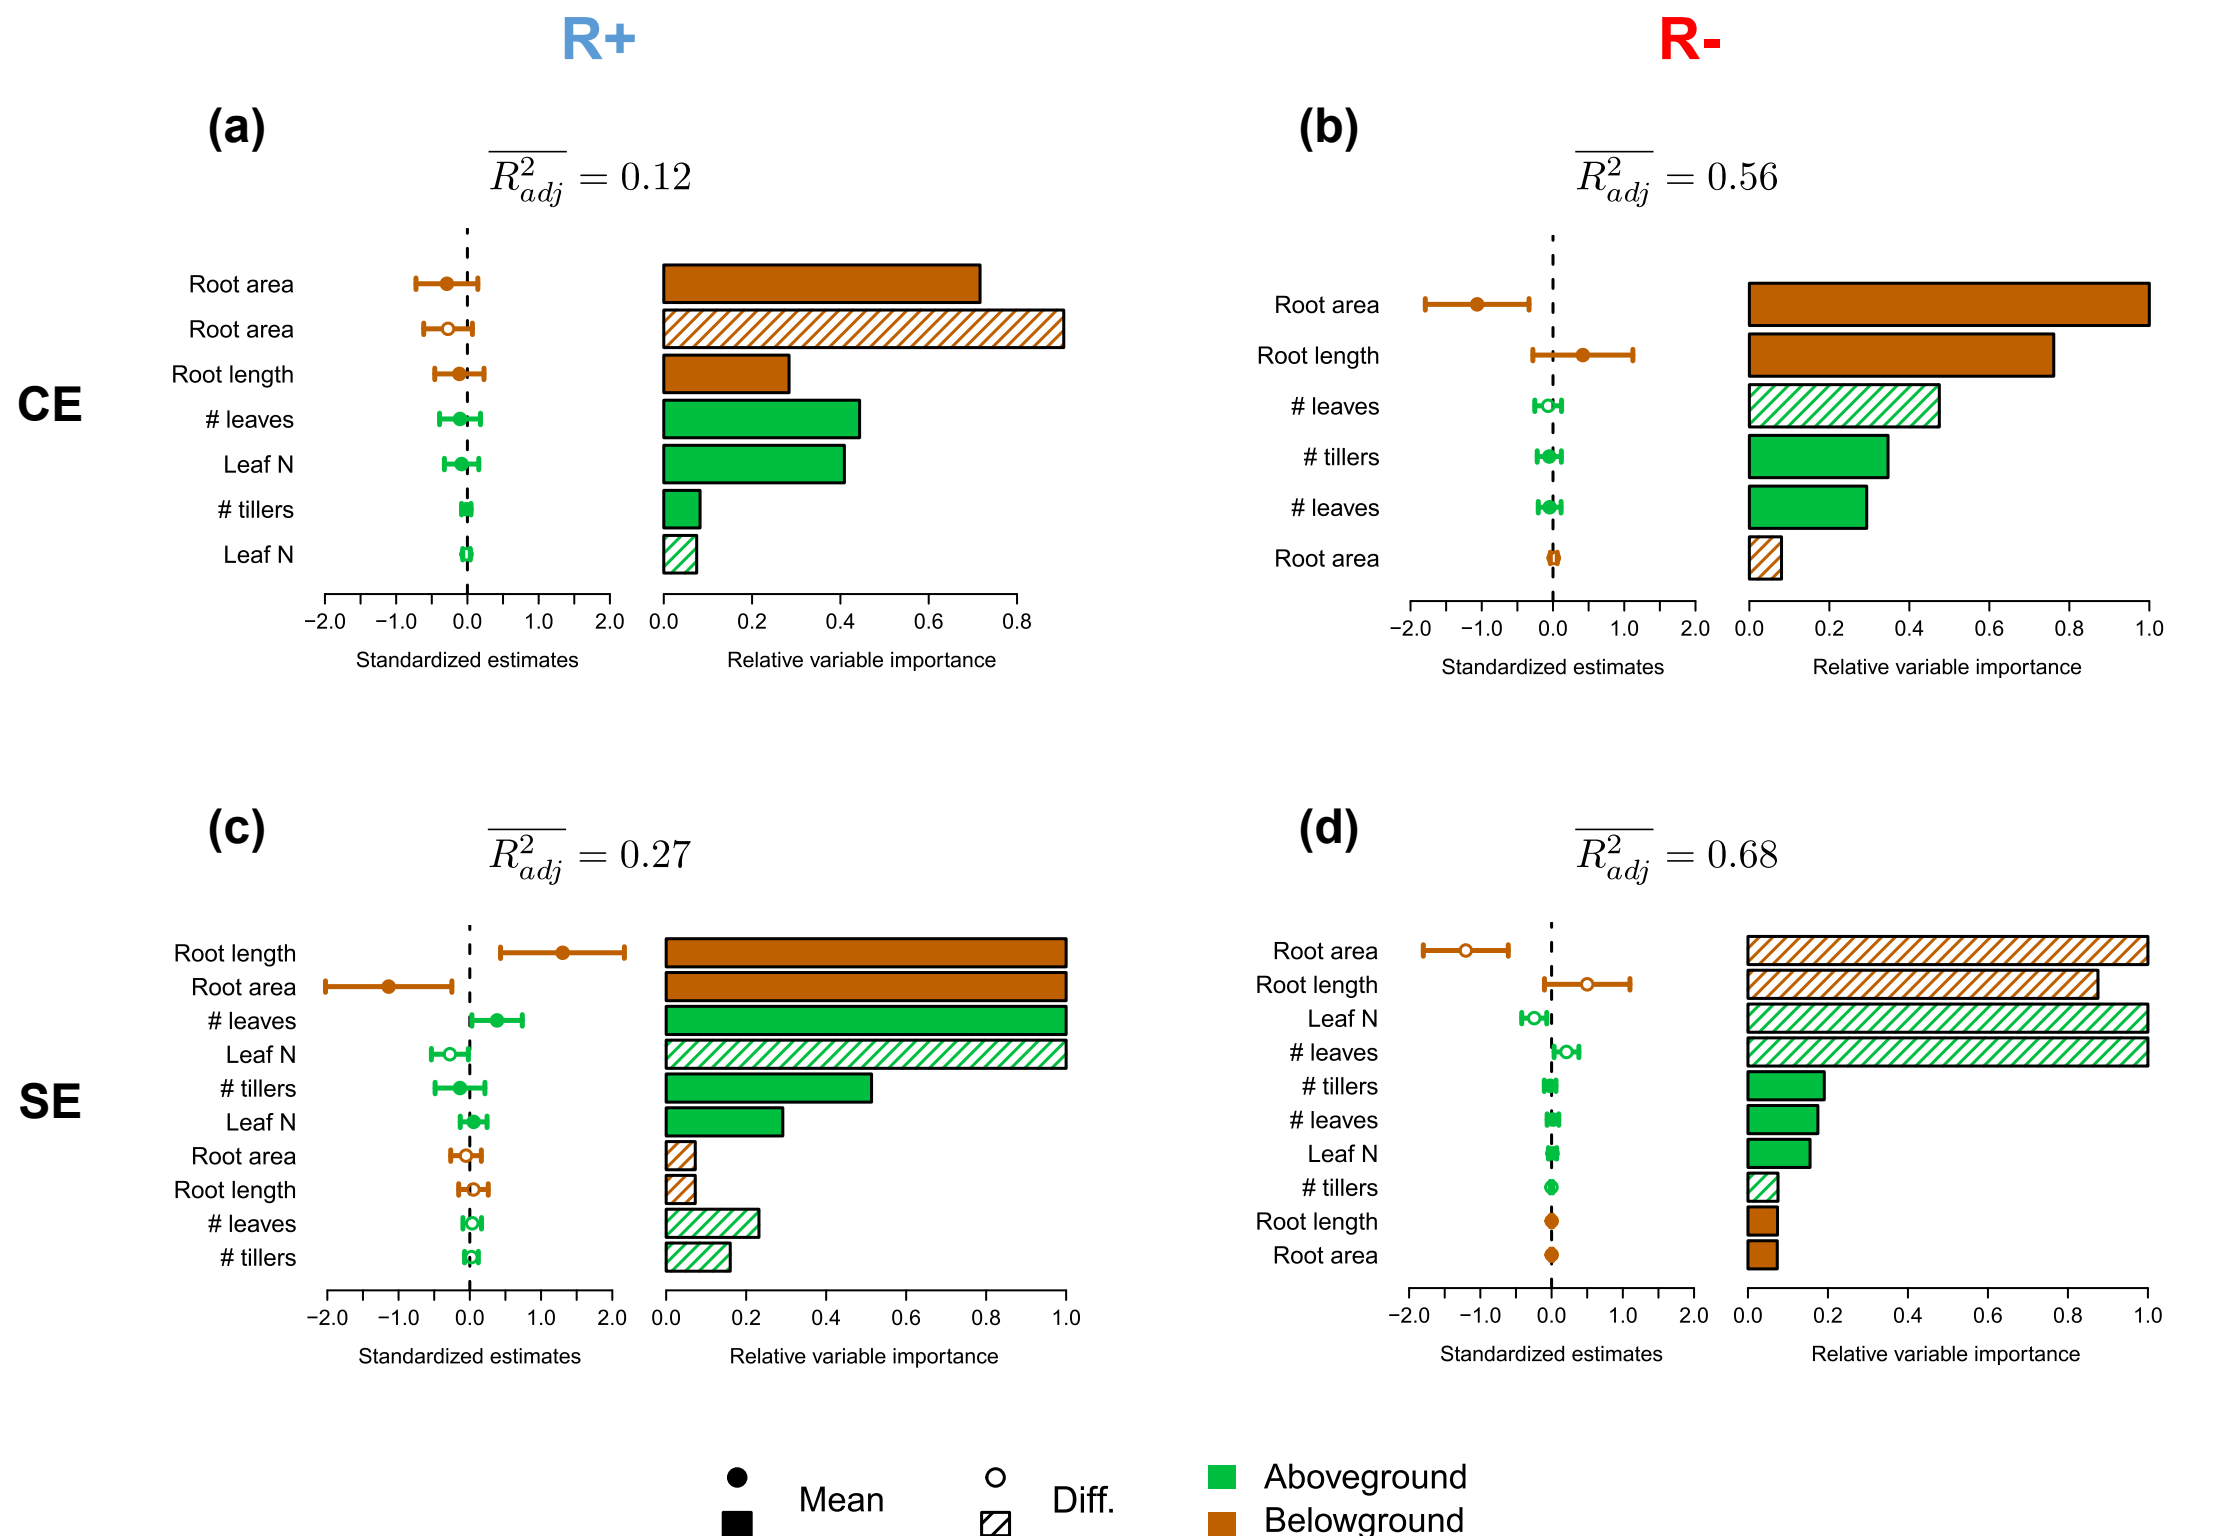 R+
R-
(a)
(b)
R²adj = 0.12
R²adj = 0.56
CE
Root area
Root area
Root length
# leaves
Leaf N
# tillers
Leaf N
−2.0 −1.0 0.0 1.0 2.0
Standardized estimates
0.0 0.2 0.4 0.6 0.8
Relative variable importance
Root area
Root length
# leaves
# tillers
# leaves
Root area
−2.0 −1.0 0.0 1.0 2.0
Standardized estimates
0.0 0.2 0.4 0.6 0.8 1.0
Relative variable importance
(c)
(d)
R²adj = 0.27
R²adj = 0.68
SE
Root length
Root area
# leaves
Leaf N
# tillers
Leaf N
Root area
Root length
# leaves
# tillers
−2.0 −1.0 0.0 1.0 2.0
Standardized estimates
0.0 0.2 0.4 0.6 0.8 1.0
Relative variable importance
Root area
Root length
Leaf N
# leaves
# tillers
# leaves
Leaf N
# tillers
Root length
Root area
−2.0 −1.0 0.0 1.0 2.0
Standardized estimates
0.0 0.2 0.4 0.6 0.8 1.0
Relative variable importance
Mean
Diff.
Aboveground
Belowground